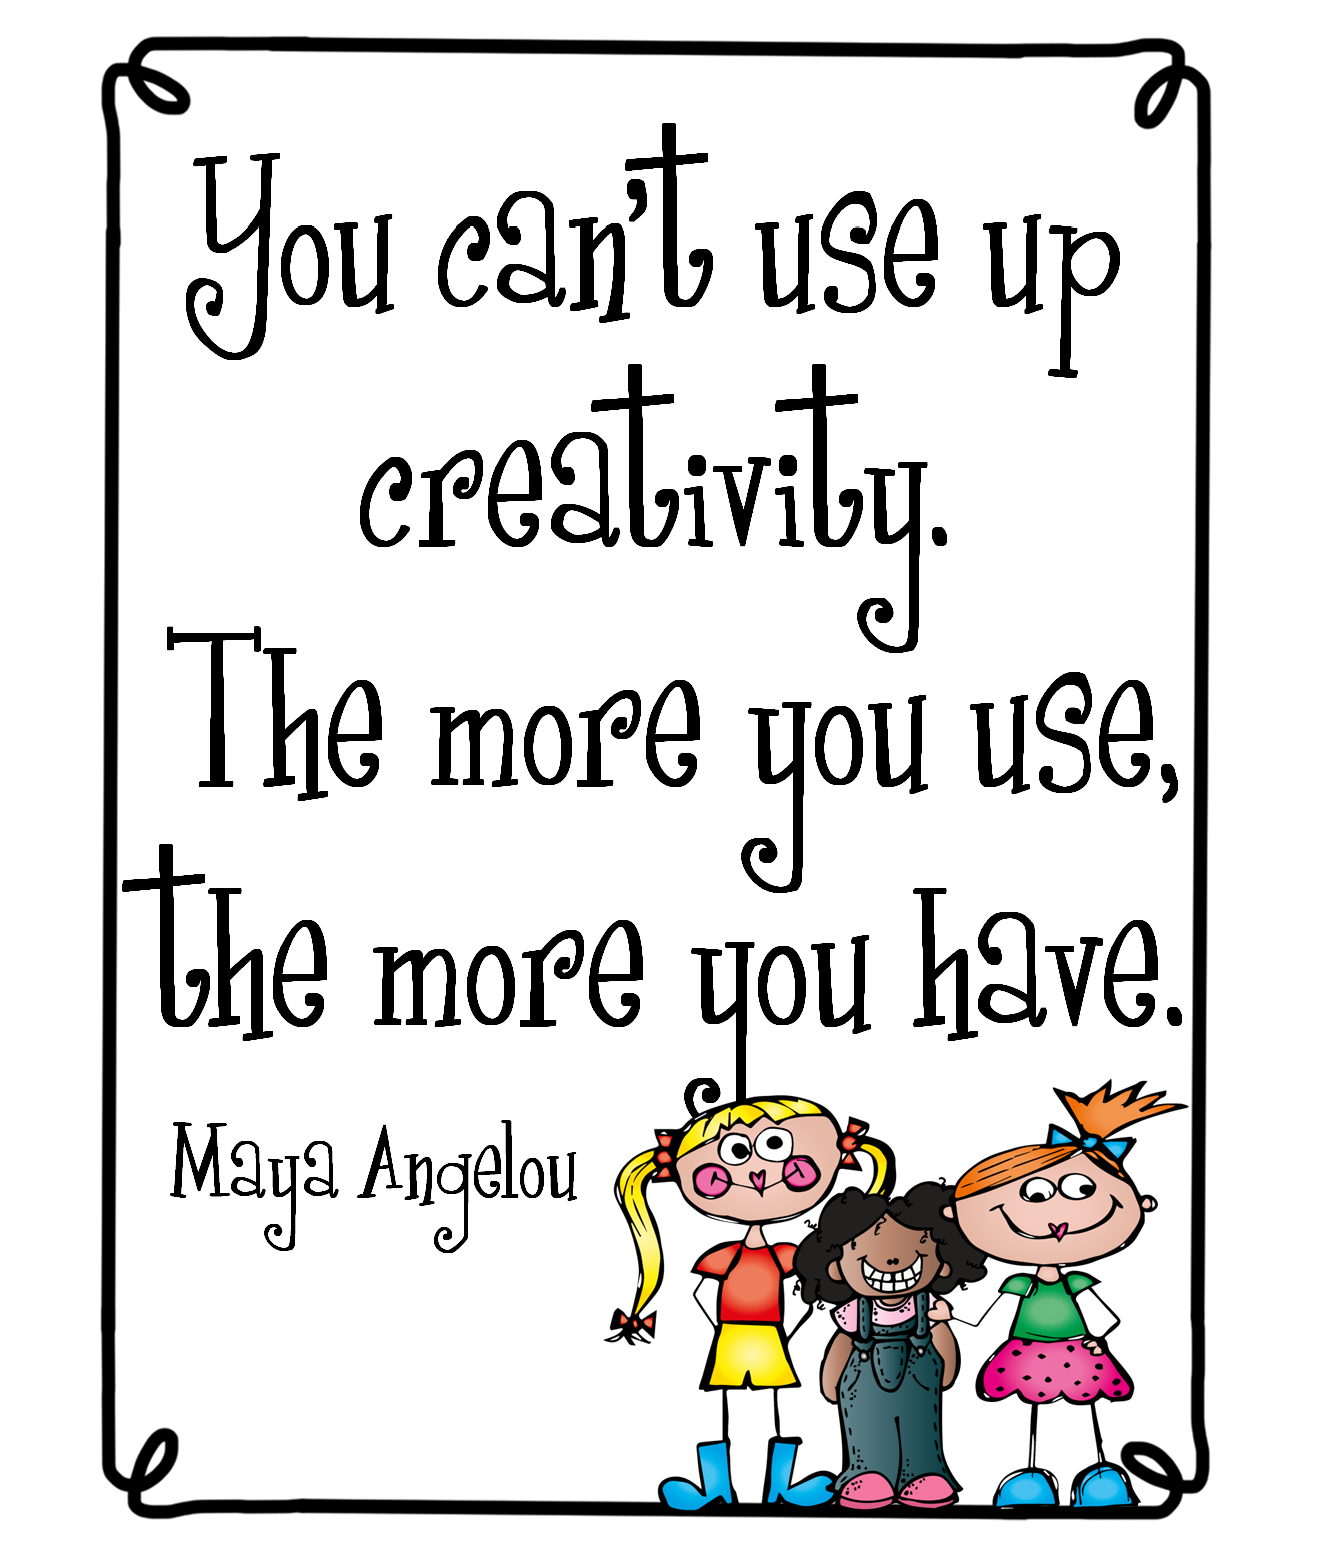 You can't use up
creativity.
The more you use,
the more you have.
Maya Angelou